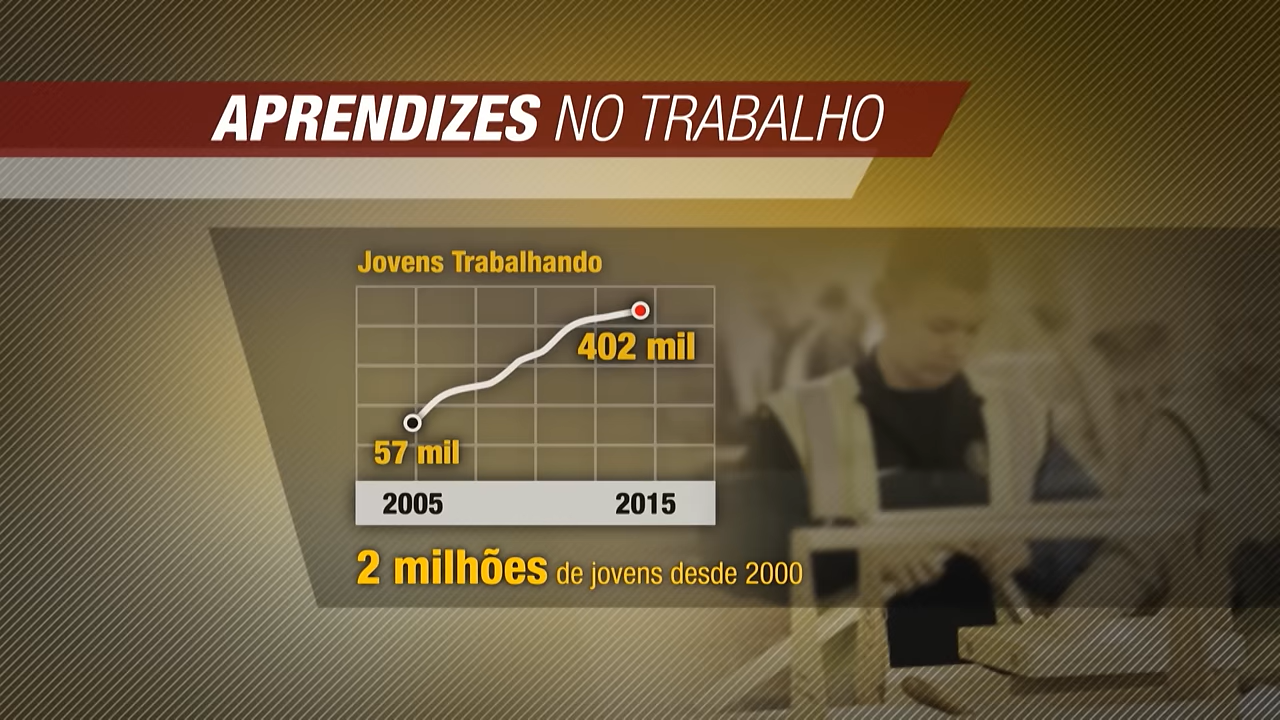 APRENDIZES NO TRABALHO
Jovens Trabalhando
402 mil
57 mil
2005 2015
2 milhões de jovens desde 2000